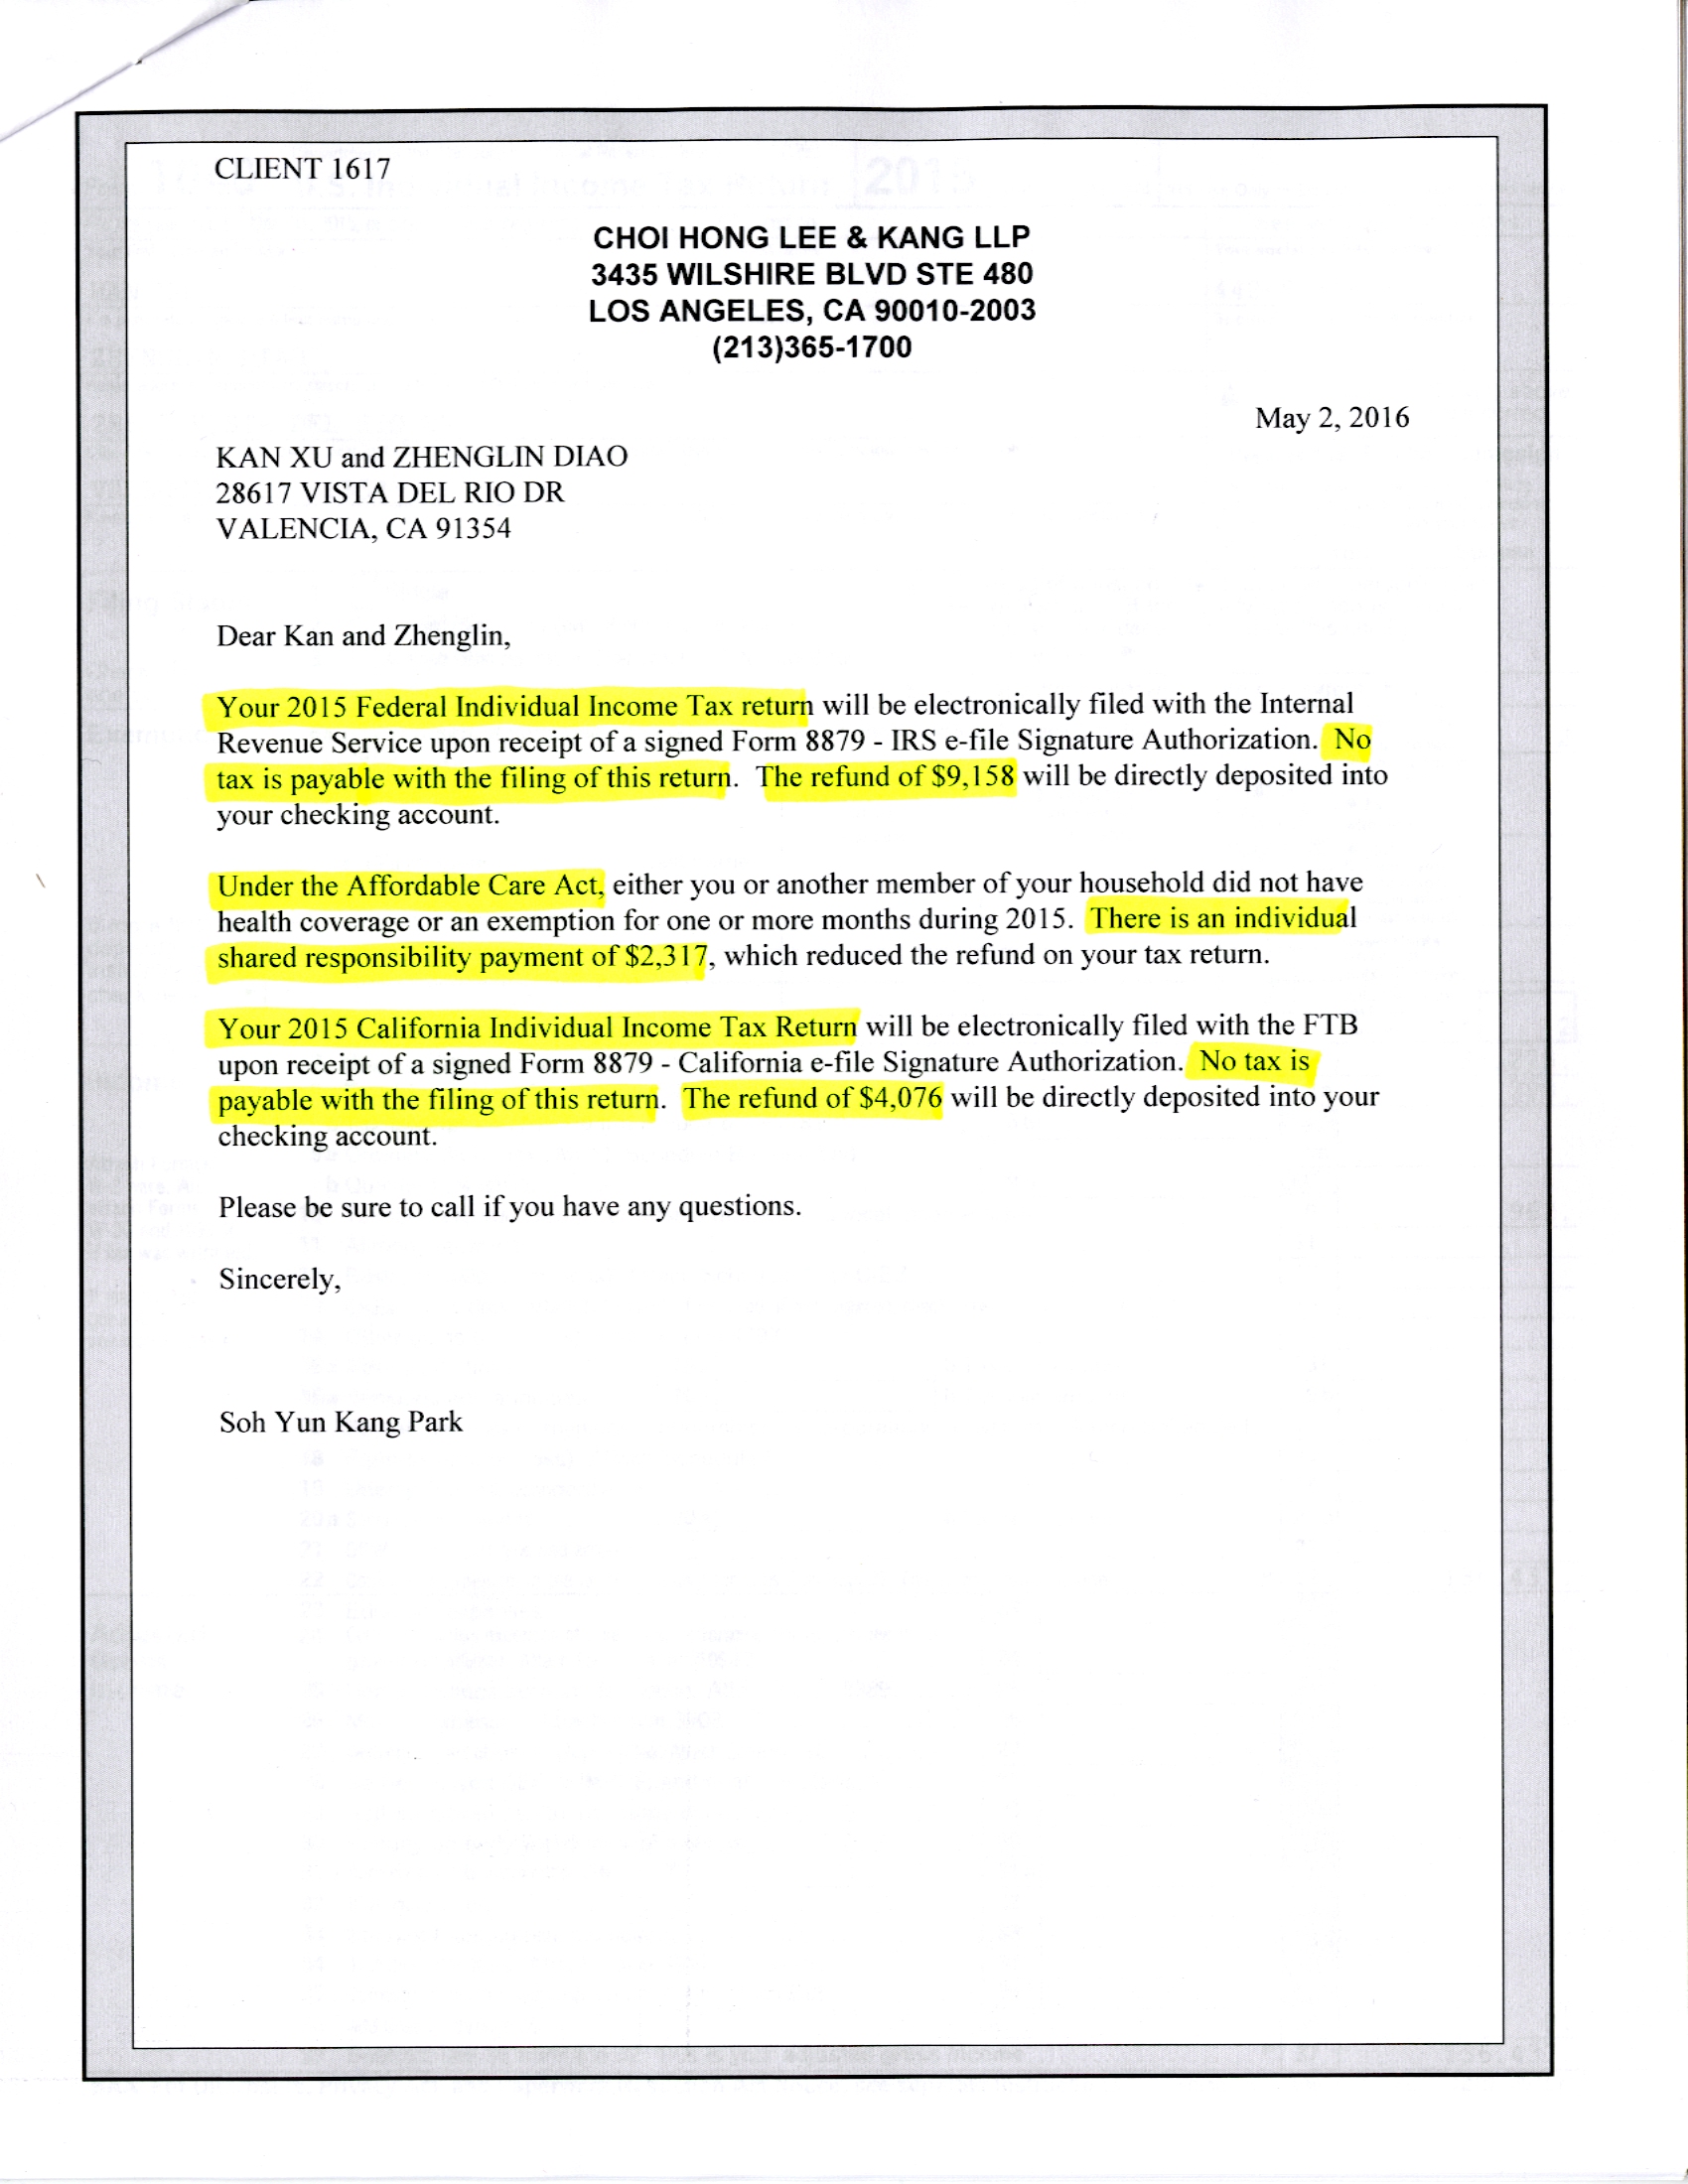 CLIENT 1617
CHOI HONG LEE & KANG LLP
3435 WILSHIRE BLVD STE 480
LOS ANGELES, CA 90010-2003
(213)365-1700
May 2, 2016
KAN XU and ZHENGLIN DIAO
28617 VISTA DEL RIO DR
VALENCIA, CA 91354
Dear Kan and Zhenglin,
Your 2015 Federal Individual Income Tax return will be electronically filed with the Internal
Revenue Service upon receipt of a signed Form 8879 - IRS e-file Signature Authorization. No
tax is payable with the filing of this return. The refund of $9,158 will be directly deposited into
your checking account.
Under the Affordable Care Act, either you or another member of your household did not have
health coverage or an exemption for one or more months during 2015. There is an individual
shared responsibility payment of $2,317, which reduced the refund on your tax return.
Your 2015 California Individual Income Tax Return will be electronically filed with the FTB
upon receipt of a signed Form 8879 - California e-file Signature Authorization. No tax is
payable with the filing of this return. The refund of $4,076 will be directly deposited into your
checking account.
Please be sure to call if you have any questions.
Sincerely,
Soh Yun Kang Park